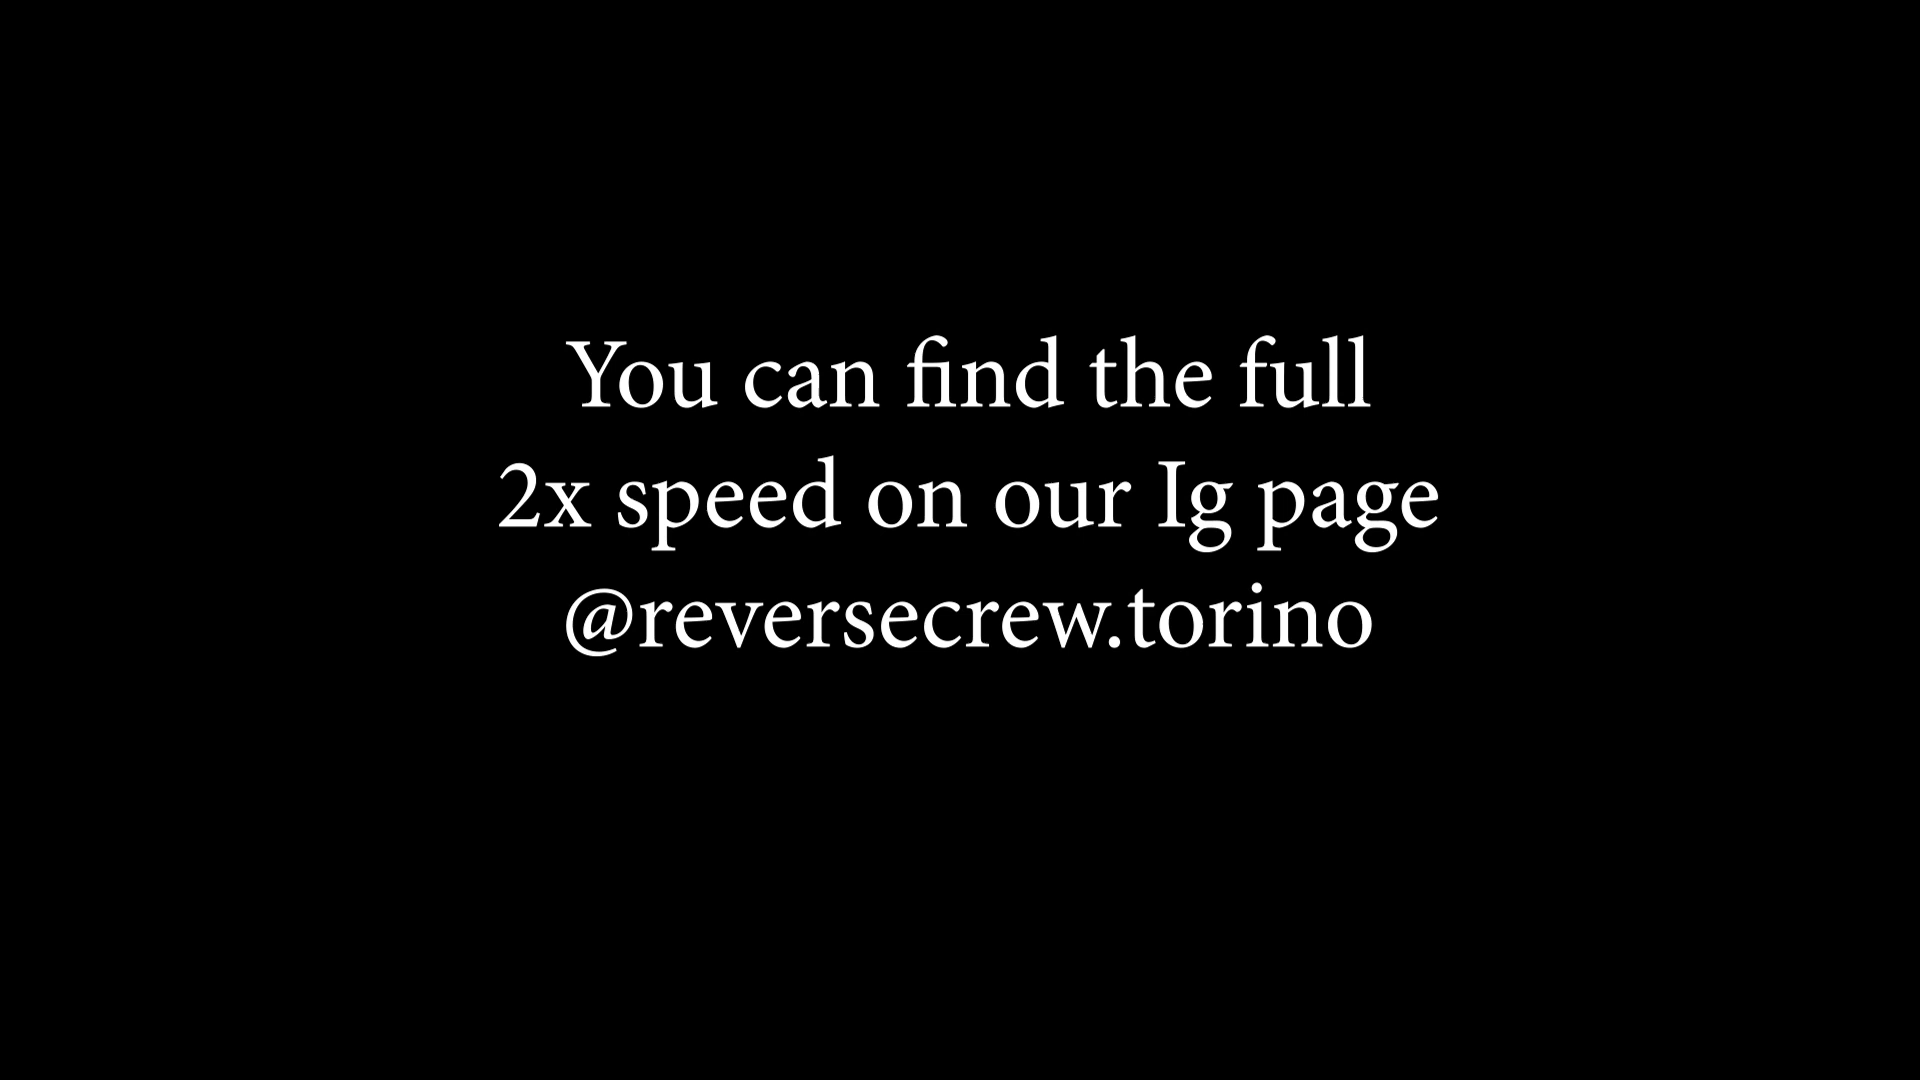 You can find the full
2x speed on our Ig page
@reversecrew.torino